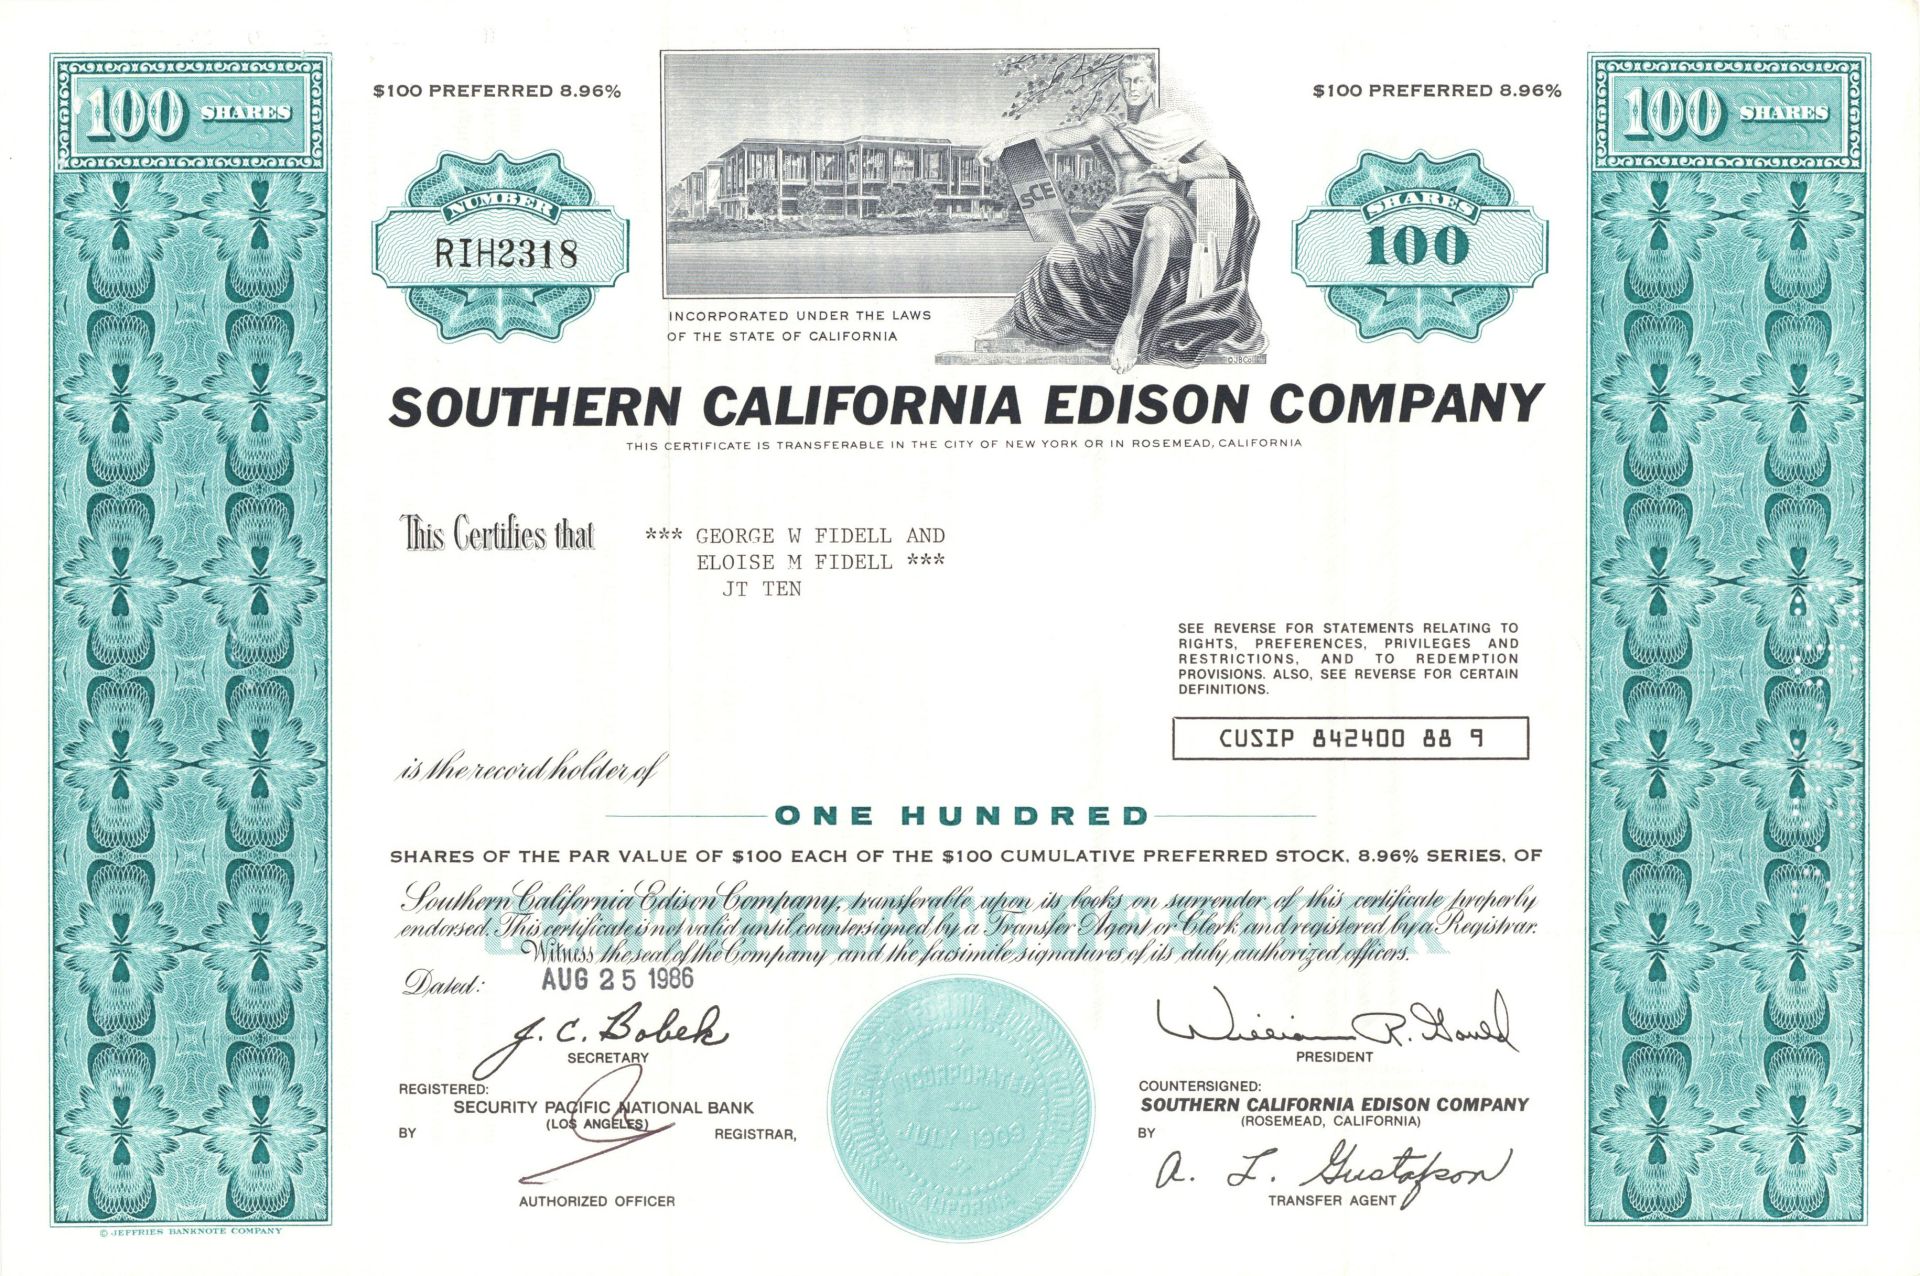 100 SHARES
$100 PREFERRED 8.96%
$100 PREFERRED 8.96%
100 SHARES
NUMBER
RIH2318
SCE
SHARES
100
INCORPORATED UNDER THE LAWS
OF THE STATE OF CALIFORNIA
© JBCo
SOUTHERN CALIFORNIA EDISON COMPANY
THIS CERTIFICATE IS TRANSFERABLE IN THE CITY OF NEW YORK OR IN ROSEMEAD, CALIFORNIA
This Certifies that *** GEORGE W FIDELL AND
ELOISE M FIDELL ***
JT TEN
SEE REVERSE FOR STATEMENTS RELATING TO
RIGHTS, PREFERENCES, PRIVILEGES AND
RESTRICTIONS, AND TO REDEMPTION
PROVISIONS. ALSO, SEE REVERSE FOR CERTAIN
DEFINITIONS.
CUSIP 842400 88 9
is the record holder of
ONE HUNDRED
SHARES OF THE PAR VALUE OF $100 EACH OF THE $100 CUMULATIVE PREFERRED STOCK, 8.96% SERIES, OF
Southern California Edison Company, transferable upon its books on surrender of this certificate properly
endorsed. This certificate is not valid until countersigned by a Transfer Agent or Clerk and registered by a Registrar.
Witness the seal of the Company and the facsimile signatures of its duly authorized officers.
Dated: AUG 25 1986
J. C. Bobek
SECRETARY
William R. Gould
PRESIDENT
REGISTERED:
SECURITY PACIFIC NATIONAL BANK
(LOS ANGELES)
BY REGISTRAR,
AUTHORIZED OFFICER
SOUTHERN CALIFORNIA EDISON COMPANY
INCORPORATED
JULY 1909
CALIFORNIA
COUNTERSIGNED:
SOUTHERN CALIFORNIA EDISON COMPANY
(ROSEMEAD, CALIFORNIA)
BY
A. L. Gustafson
TRANSFER AGENT
© JEFFRIES BANKNOTE COMPANY